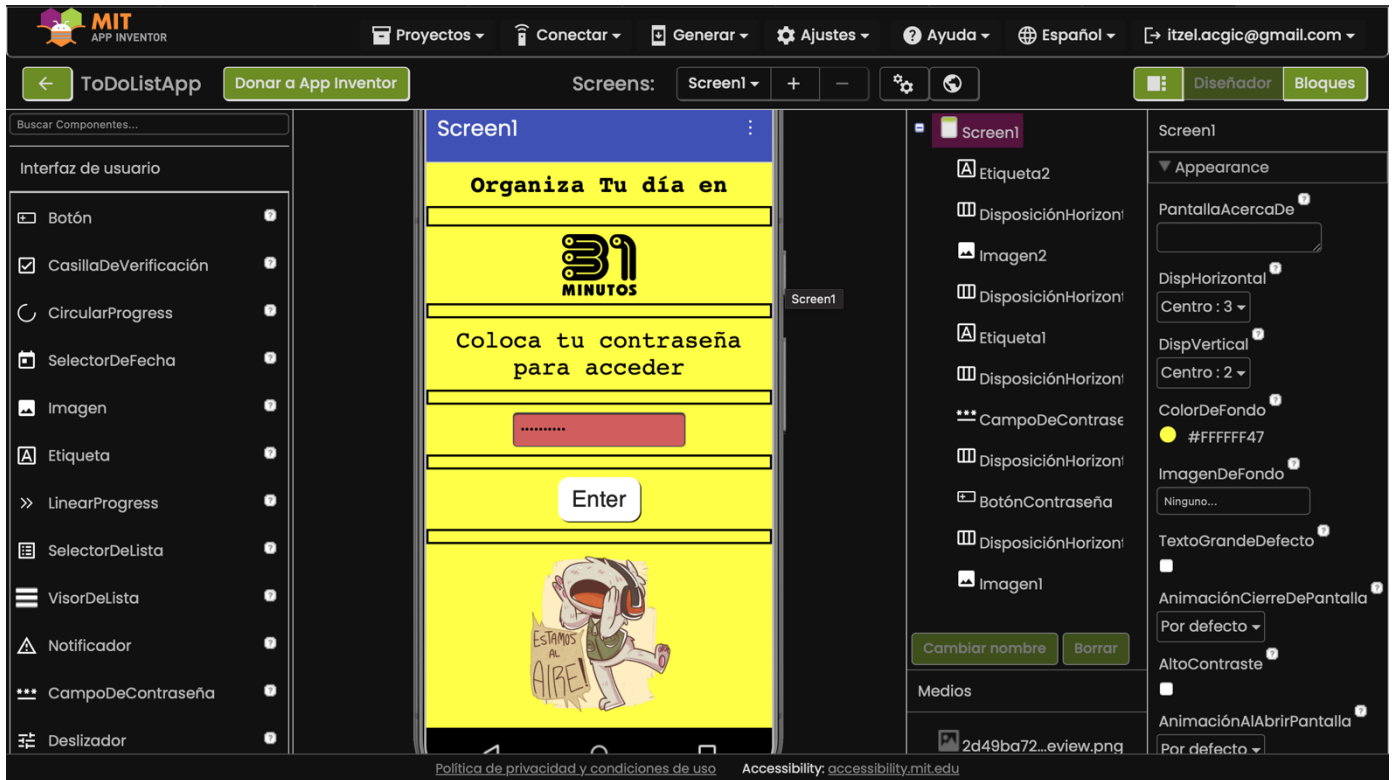 MIT
APP INVENTOR
Proyectos
Conectar
Generar
Ajustes
Ayuda
Español
itzel.acgic@gmail.com
ToDoListApp
Donar a App Inventor
Screens:
Screen1
+
–
Diseñador
Bloques
Buscar Componentes...
Interfaz de usuario
Botón
CasillaDeVerificación
CircularProgress
SelectorDeFecha
Imagen
Etiqueta
LinearProgress
SelectorDeLista
VisorDeLista
Notificador
CampoDeContraseña
Deslizador
Screen1
Organiza Tu día en
31
MINUTOS
Coloca tu contraseña
para acceder
••••••••••
Enter
ESTAMOS
AL
AIRE!
Screen1
Screen1
Etiqueta2
DisposiciónHorizont
Imagen2
DisposiciónHorizont
Etiqueta1
DisposiciónHorizont
CampoDeContrase
DisposiciónHorizont
BotónContraseña
DisposiciónHorizont
Imagen1
Cambiar nombre
Borrar
Medios
2d49ba72...eview.png
Screen1
Appearance
PantallaAcercaDe
DispHorizontal
Centro : 3
DispVertical
Centro : 2
ColorDeFondo
#FFFFFF47
ImagenDeFondo
Ninguno...
TextoGrandeDefecto
AnimaciónCierreDePantalla
Por defecto
AltoContraste
AnimaciónAlAbrirPantalla
Por defecto
Política de privacidad y condiciones de uso
Accessibility: accessibility.mit.edu